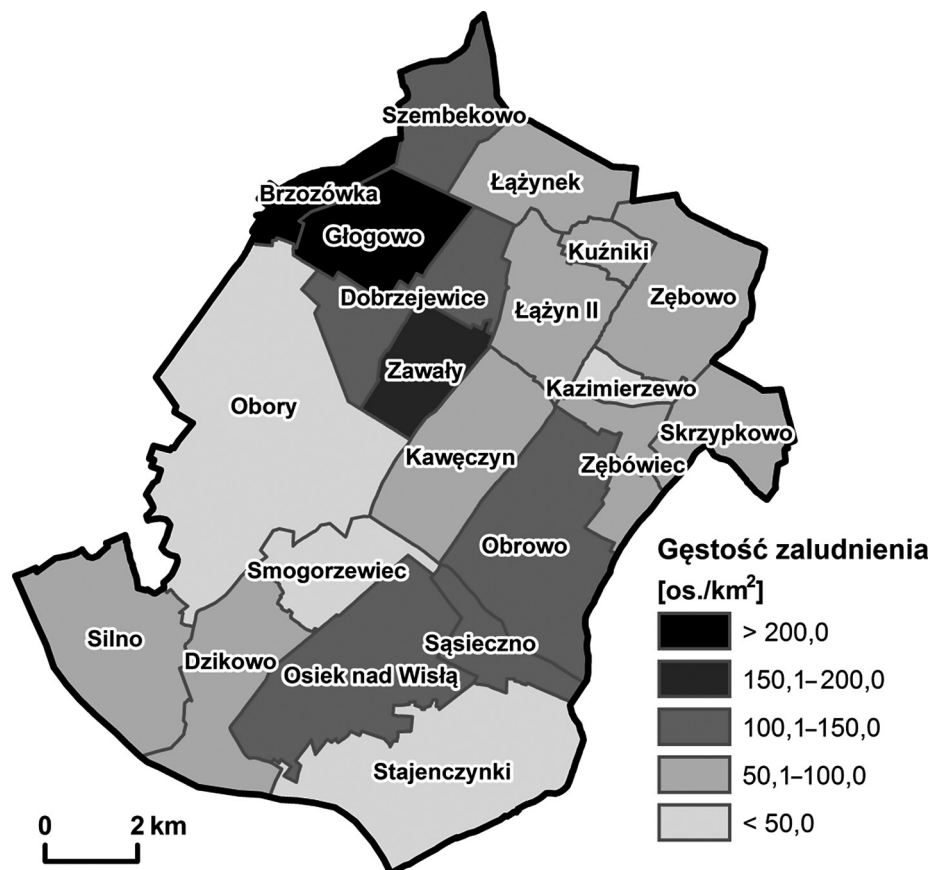 Szembekowo
Łążynek
Brzozówka
Głogowo
Kuźniki
Dobrzejewice
Łążyn II
Zębowo
Zawały
Kazimierzewo
Obory
Skrzypkowo
Kawęczyn
Zębówiec
Obrowo
Smogorzewiec
Silno
Dzikowo
Sąsieczno
Osiek nad Wisłą
Stajenczynki
Gęstość zaludnienia
[os./km²]
> 200,0
150,1–200,0
100,1–150,0
50,1–100,0
< 50,0
0 2 km